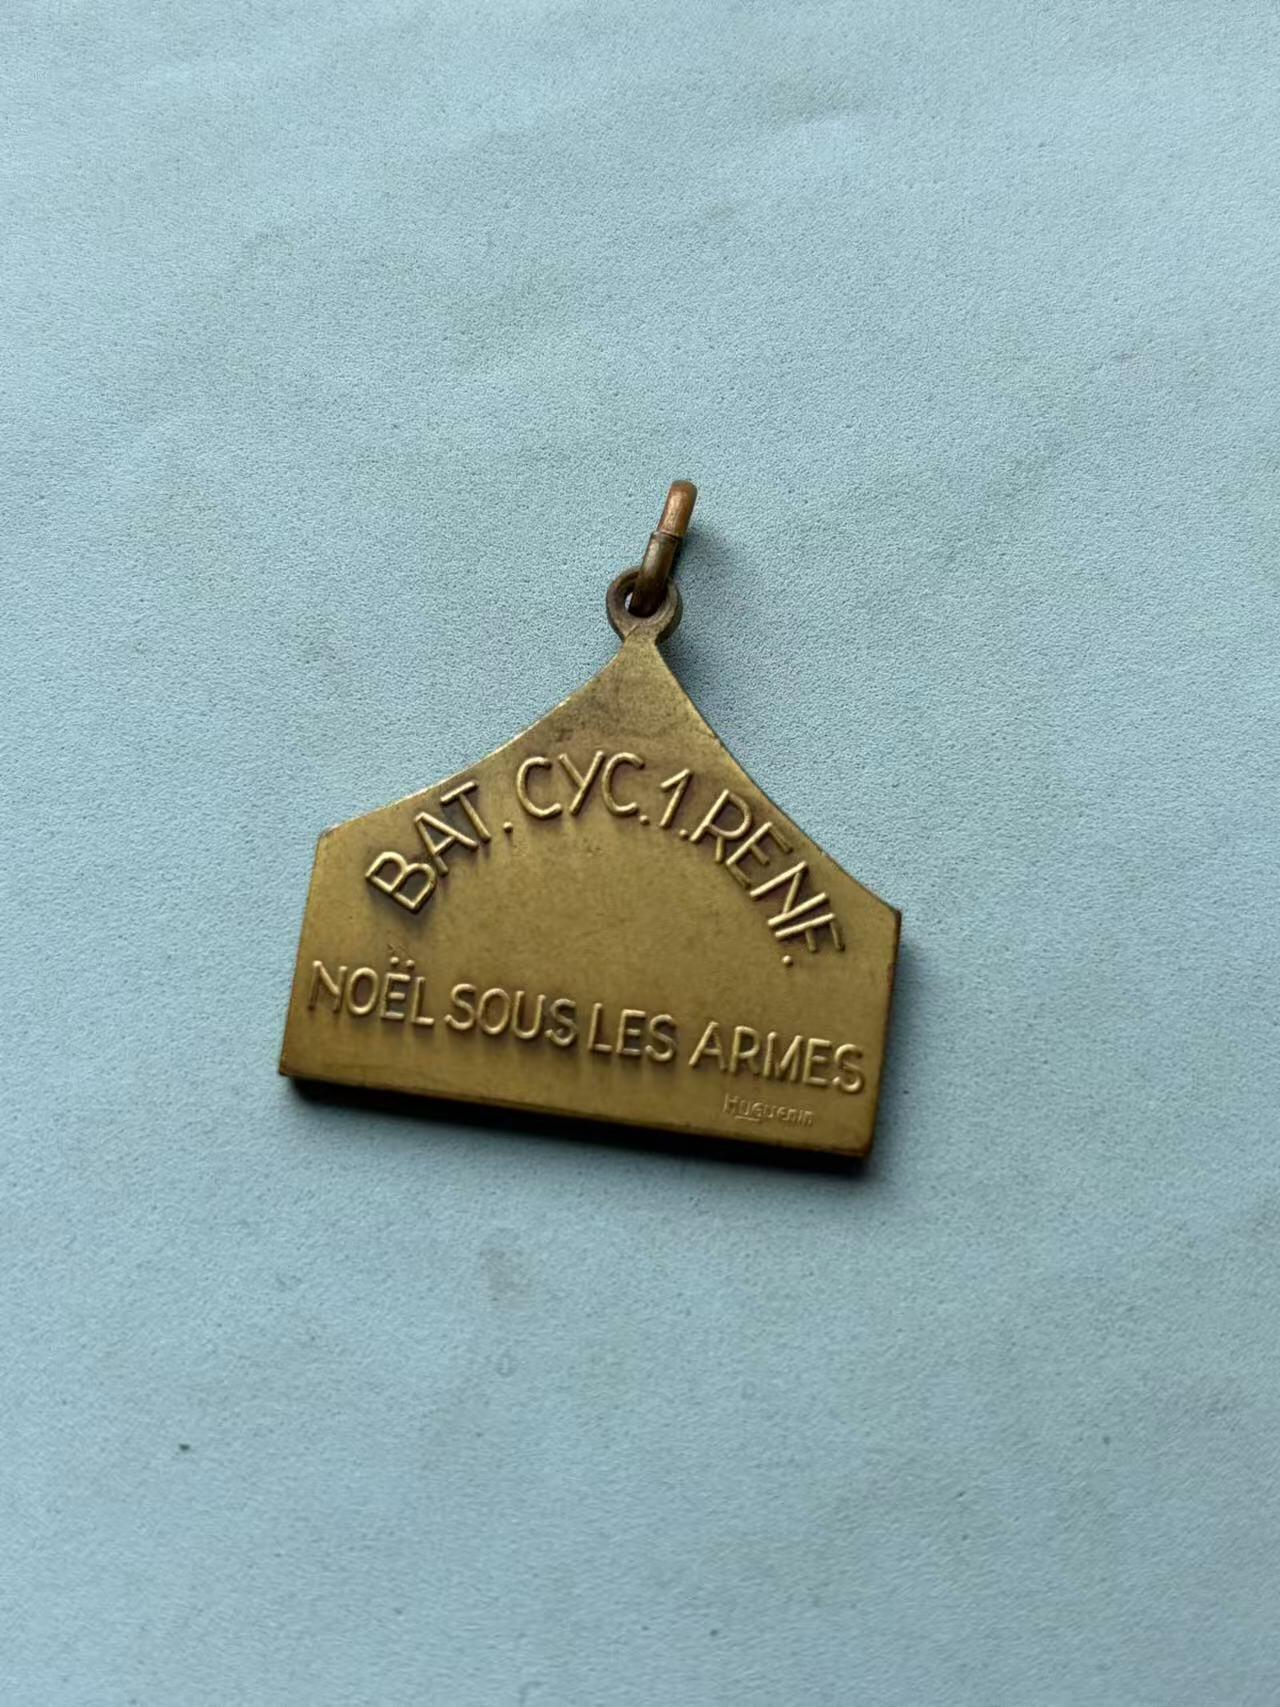 BAT. CYC. 1. RENF.
NOËL SOUS LES ARMES
HUGUENIN